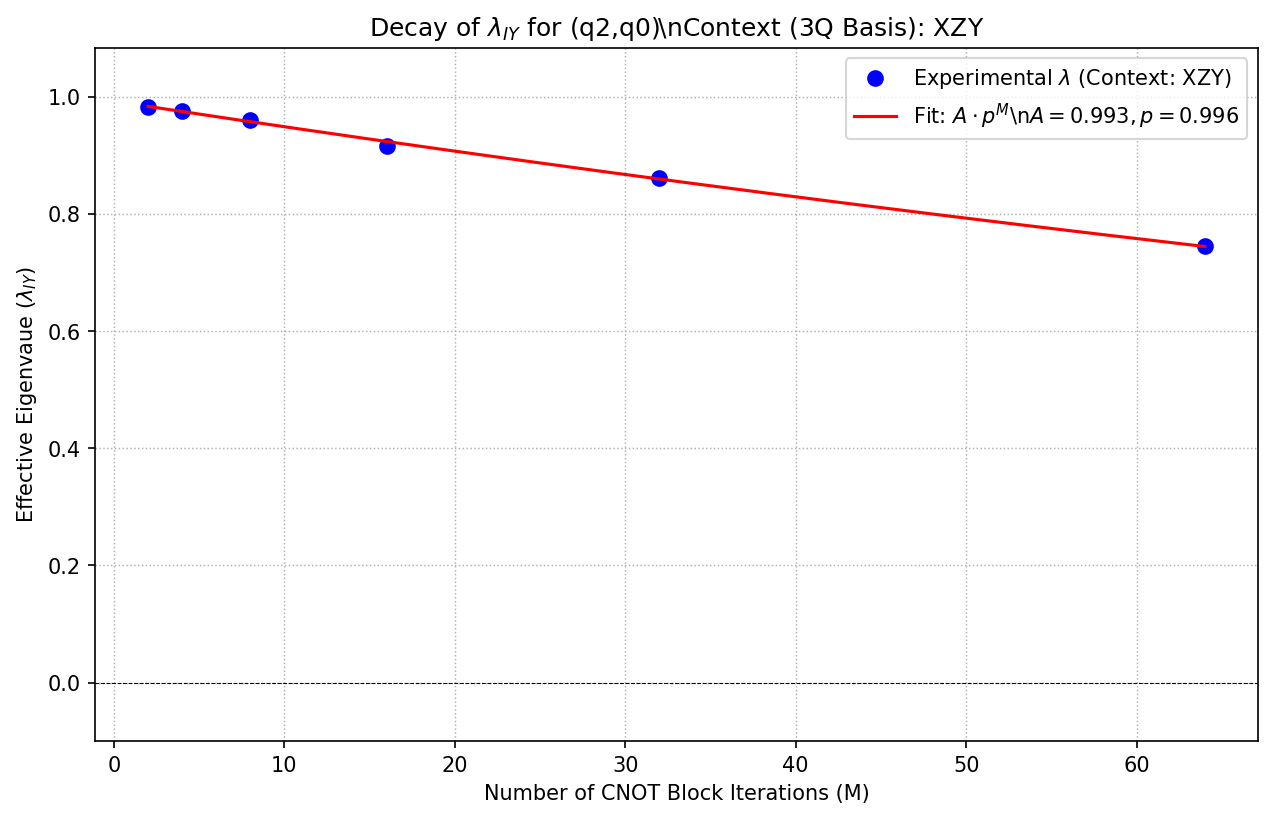 Decay of λ_IY for (q2,q0)\nContext (3Q Basis): XZY
Experimental λ (Context: XZY)
Fit: A · p^M\nA = 0.993, p = 0.996
Effective Eigenvaue (λ_IY)
1.0
0.8
0.6
0.4
0.2
0.0
0 10 20 30 40 50 60
Number of CNOT Block Iterations (M)